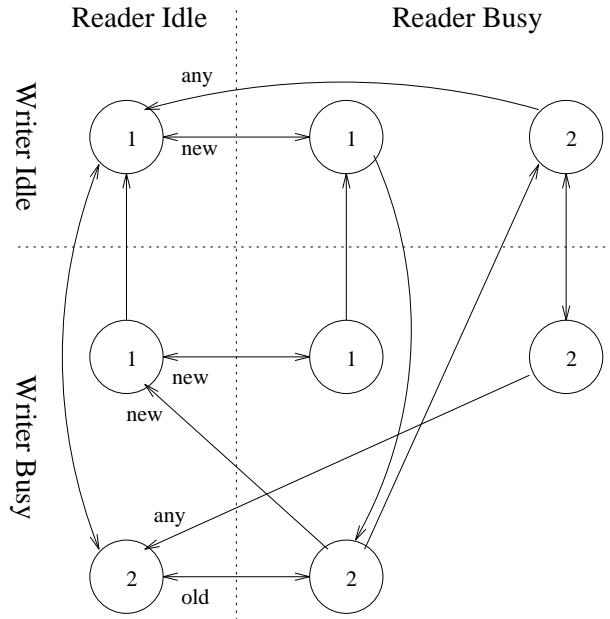 Reader Idle
Reader Busy
Writer Idle
any
1
1
2
new
1
1
2
new
new
Writer Busy
any
2
2
old